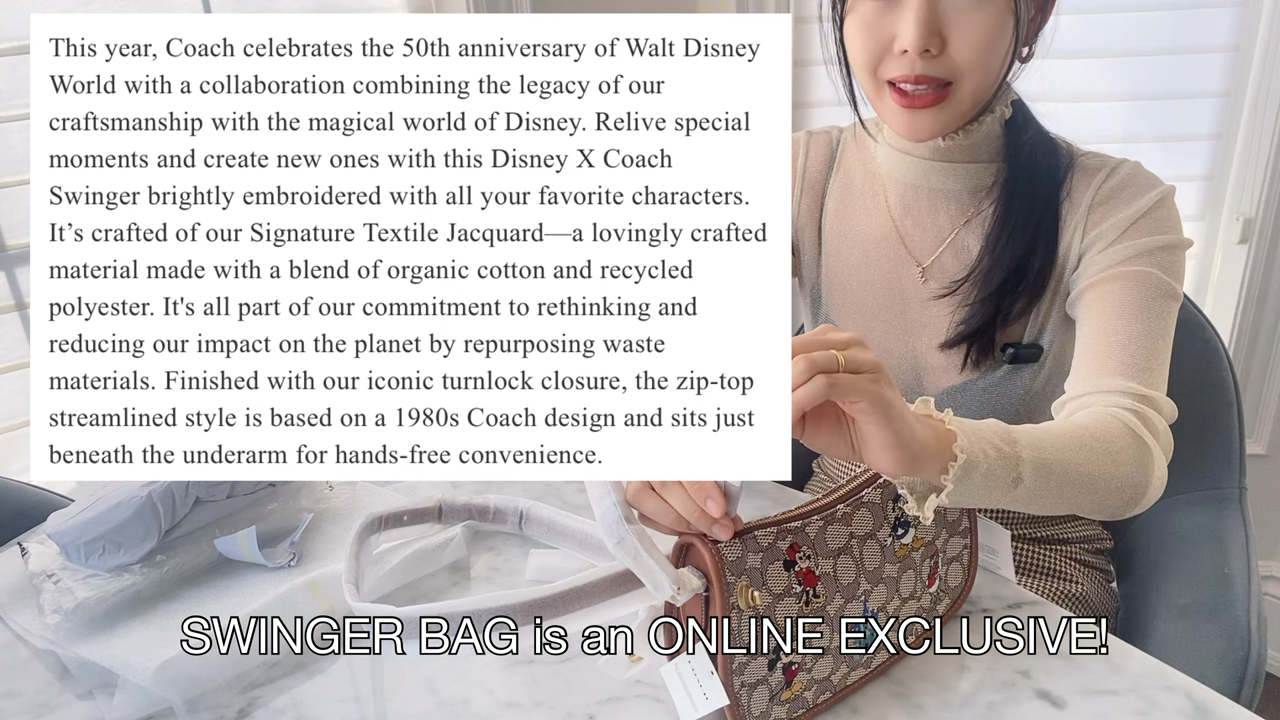 This year, Coach celebrates the 50th anniversary of Walt Disney
World with a collaboration combining the legacy of our
craftsmanship with the magical world of Disney. Relive special
moments and create new ones with this Disney X Coach
Swinger brightly embroidered with all your favorite characters.
It’s crafted of our Signature Textile Jacquard—a lovingly crafted
material made with a blend of organic cotton and recycled
polyester. It's all part of our commitment to rethinking and
reducing our impact on the planet by repurposing waste
materials. Finished with our iconic turnlock closure, the zip-top
streamlined style is based on a 1980s Coach design and sits just
beneath the underarm for hands-free convenience.
SWINGER BAG is an ONLINE EXCLUSIVE!